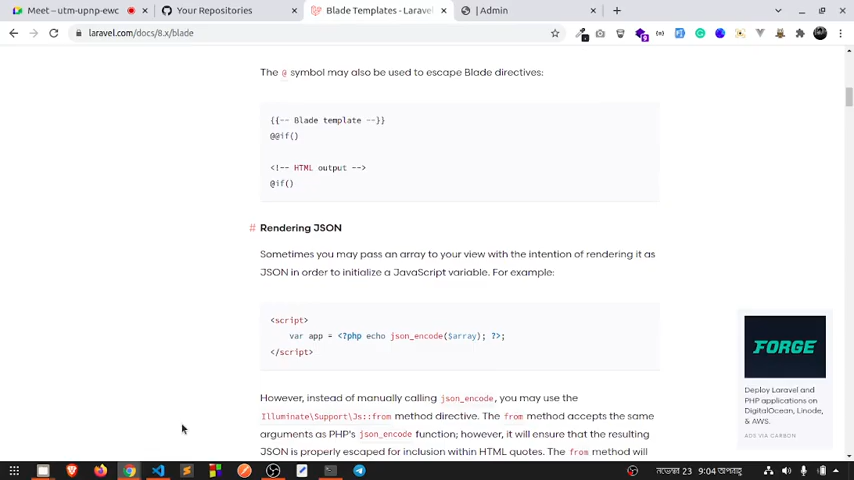 Meet – utm-upnp-ewc
Your Repositories
Blade Templates - Laravel
| Admin
laravel.com/docs/8.x/blade
The @ symbol may also be used to escape Blade directives:
{{-- Blade template --}}
@@if()
<!-- HTML output -->
@if()
# Rendering JSON
Sometimes you may pass an array to your view with the intention of rendering it as
JSON in order to initialize a JavaScript variable. For example:
<script>
var app = <?php echo json_encode($array); ?>;
</script>
However, instead of manually calling json_encode, you may use the
Illuminate\Support\Js::from method directive. The from method accepts the same
arguments as PHP's json_encode function; however, it will ensure that the resulting
JSON is properly escaped for inclusion within HTML quotes. The from method will
FORGE
Deploy Laravel and
PHP applications on
DigitalOcean, Linode,
& AWS.
ADS VIA CARBON
নভেম্বর 23 9:04 অপরাহ্ণ